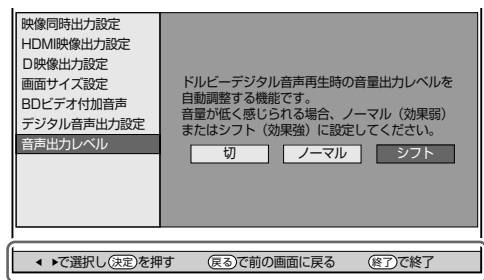 映像同時出力設定
HDMI映像出力設定
D映像出力設定
画面サイズ設定
BDビデオ付加音声
デジタル音声出力設定
音声出力レベル
ドルビーデジタル音声再生時の音量出力レベルを
自動調整する機能です。
音量が低く感じられる場合、ノーマル（効果弱）
またはシフト（効果強）に設定してください。
切 ノーマル シフト
◀ ▶で選択し決定を押す 戻るで前の画面に戻る 終了で終了